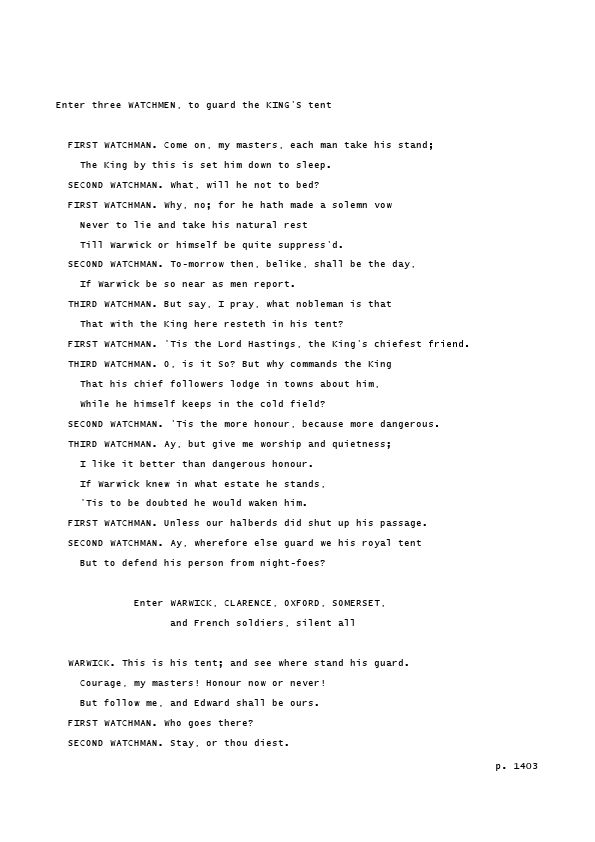 Enter three WATCHMEN, to guard the KING'S tent
FIRST WATCHMAN. Come on, my masters, each man take his stand;
The King by this is set him down to sleep.
SECOND WATCHMAN. What, will he not to bed?
FIRST WATCHMAN. Why, no; for he hath made a solemn vow
Never to lie and take his natural rest
Till Warwick or himself be quite suppress'd.
SECOND WATCHMAN. To-morrow then, belike, shall be the day,
If Warwick be so near as men report.
THIRD WATCHMAN. But say, I pray, what nobleman is that
That with the King here resteth in his tent?
FIRST WATCHMAN. 'Tis the Lord Hastings, the King's chiefest friend.
THIRD WATCHMAN. O, is it So? But why commands the King
That his chief followers lodge in towns about him,
While he himself keeps in the cold field?
SECOND WATCHMAN. 'Tis the more honour, because more dangerous.
THIRD WATCHMAN. Ay, but give me worship and quietness;
I like it better than dangerous honour.
If Warwick knew in what estate he stands,
'Tis to be doubted he would waken him.
FIRST WATCHMAN. Unless our halberds did shut up his passage.
SECOND WATCHMAN. Ay, wherefore else guard we his royal tent
But to defend his person from night-foes?
Enter WARWICK, CLARENCE, OXFORD, SOMERSET,
and French soldiers, silent all
WARWICK. This is his tent; and see where stand his guard.
Courage, my masters! Honour now or never!
But follow me, and Edward shall be ours.
FIRST WATCHMAN. Who goes there?
SECOND WATCHMAN. Stay, or thou diest.
p. 1403